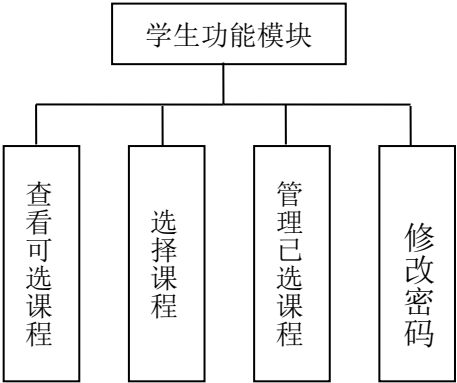 学生功能模块
查看可选课程
选择课程
管理已选课程
修改密码